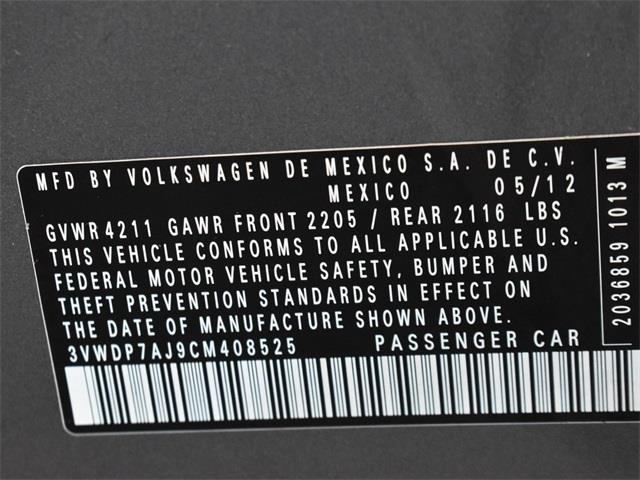 MFD BY VOLKSWAGEN DE MEXICO S.A. DE C.V.
MEXICO 05/12
GVWR4211 GAWR FRONT 2205 / REAR 2116 LBS
THIS VEHICLE CONFORMS TO ALL APPLICABLE U.S.
FEDERAL MOTOR VEHICLE SAFETY, BUMPER AND
THEFT PREVENTION STANDARDS IN EFFECT ON
THE DATE OF MANUFACTURE SHOWN ABOVE.
3VWDP7AJ9CM408525 PASSENGER CAR
2036859 1013 M